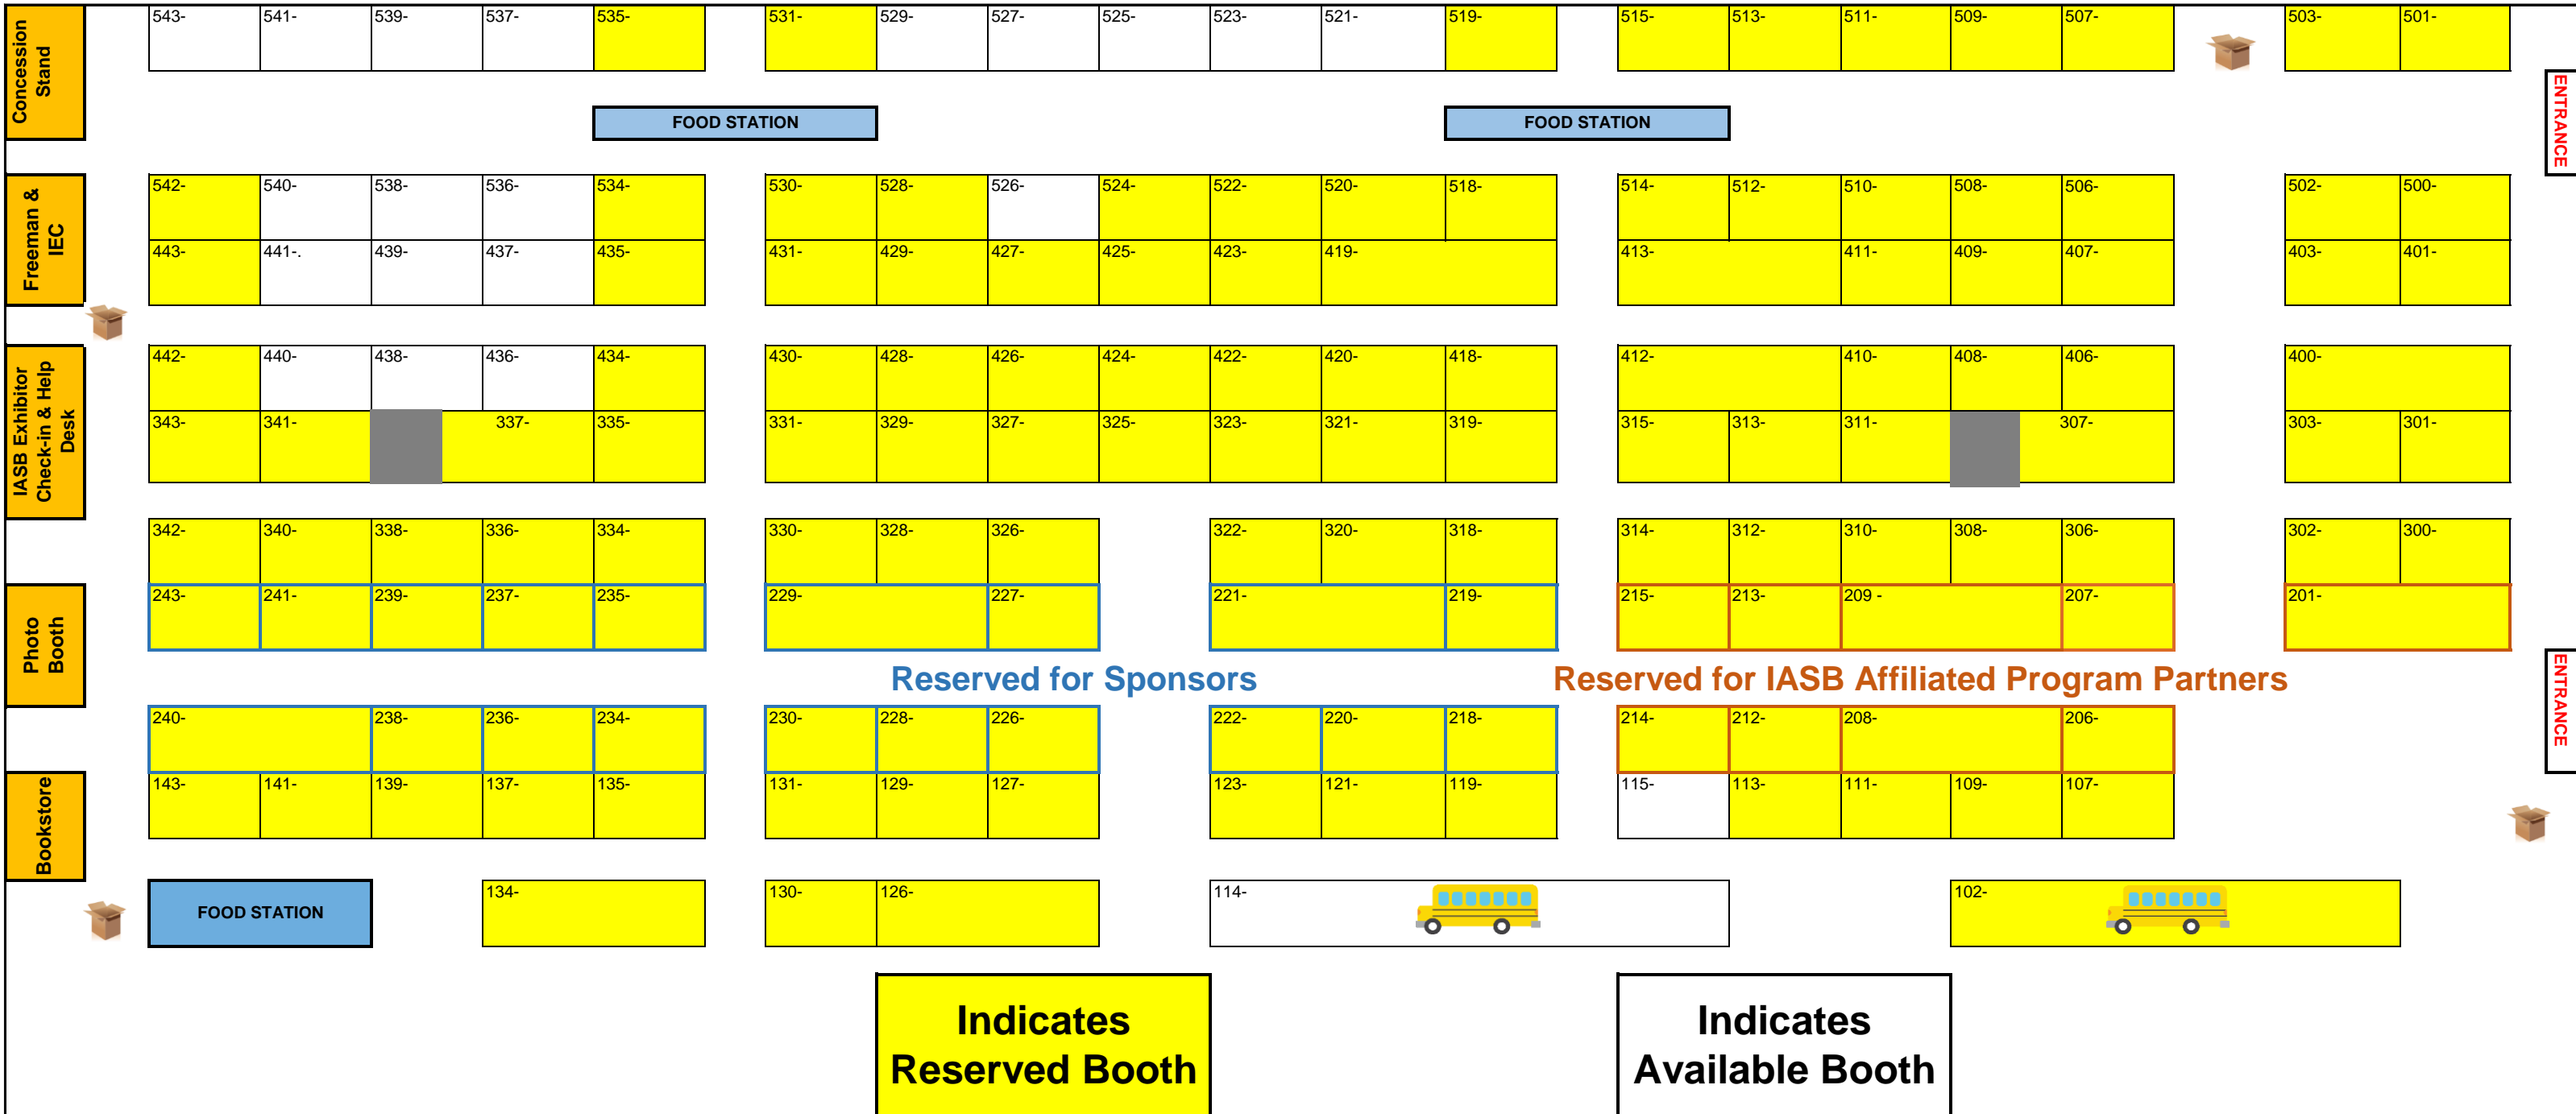 Concession
Stand
543- 541- 539- 537- 535- 531- 529- 527- 525- 523- 521- 519- 515- 513- 511- 509- 507- 503- 501-
ENTRANCE
FOOD STATION FOOD STATION
Freeman &
IEC
542- 540- 538- 536- 534- 530- 528- 526- 524- 522- 520- 518- 514- 512- 510- 508- 506- 502- 500-
443- 441-. 439- 437- 435- 431- 429- 427- 425- 423- 419- 413- 411- 409- 407- 403- 401-
IASB Exhibitor
Check-in & Help
Desk
442- 440- 438- 436- 434- 430- 428- 426- 424- 422- 420- 418- 412- 410- 408- 406- 400-
343- 341- 337- 335- 331- 329- 327- 325- 323- 321- 319- 315- 313- 311- 307- 303- 301-
342- 340- 338- 336- 334- 330- 328- 326- 322- 320- 318- 314- 312- 310- 308- 306- 302- 300-
Photo
Booth
243- 241- 239- 237- 235- 229- 227- 221- 219- 215- 213- 209 - 207- 201-
Reserved for Sponsors Reserved for IASB Affiliated Program Partners
ENTRANCE
240- 238- 236- 234- 230- 228- 226- 222- 220- 218- 214- 212- 208- 206-
Bookstore
143- 141- 139- 137- 135- 131- 129- 127- 123- 121- 119- 115- 113- 111- 109- 107-
FOOD STATION 134- 130- 126- 114- 102-
Indicates
Reserved Booth
Indicates
Available Booth